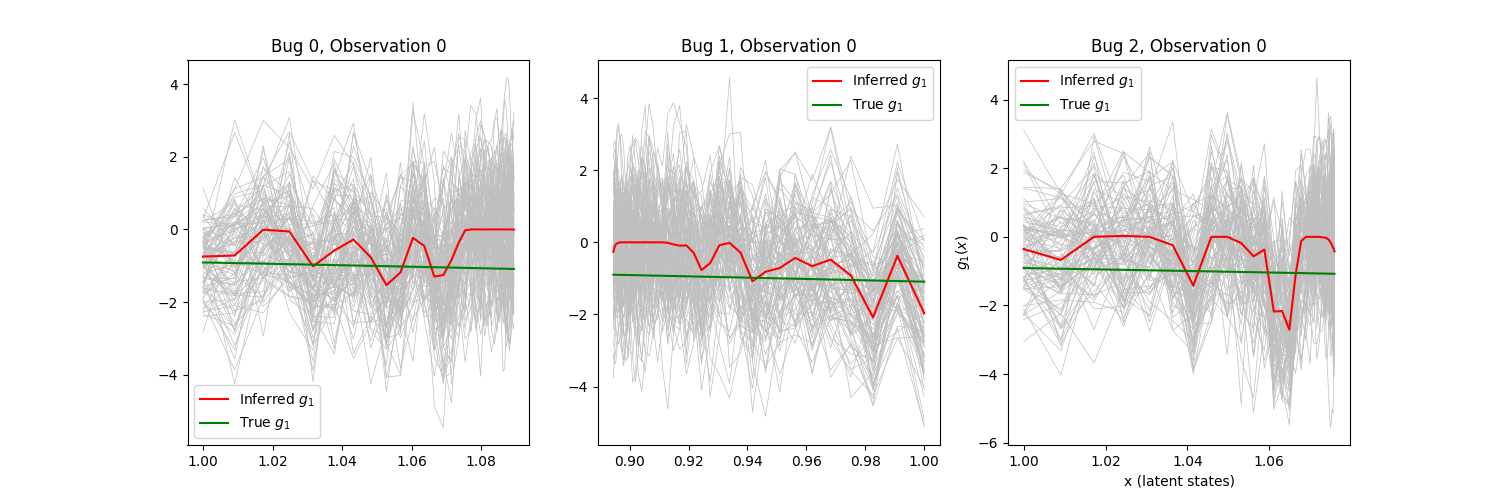 Bug 0, Observation 0
4
2
0
−2
−4
Inferred g₁
True g₁
1.00 1.02 1.04 1.06 1.08
Bug 1, Observation 0
Inferred g₁
True g₁
4
2
0
−2
−4
0.90 0.92 0.94 0.96 0.98 1.00
Bug 2, Observation 0
Inferred g₁
True g₁
g₁(x)
4
2
0
−2
−4
−6
1.00 1.02 1.04 1.06
x (latent states)